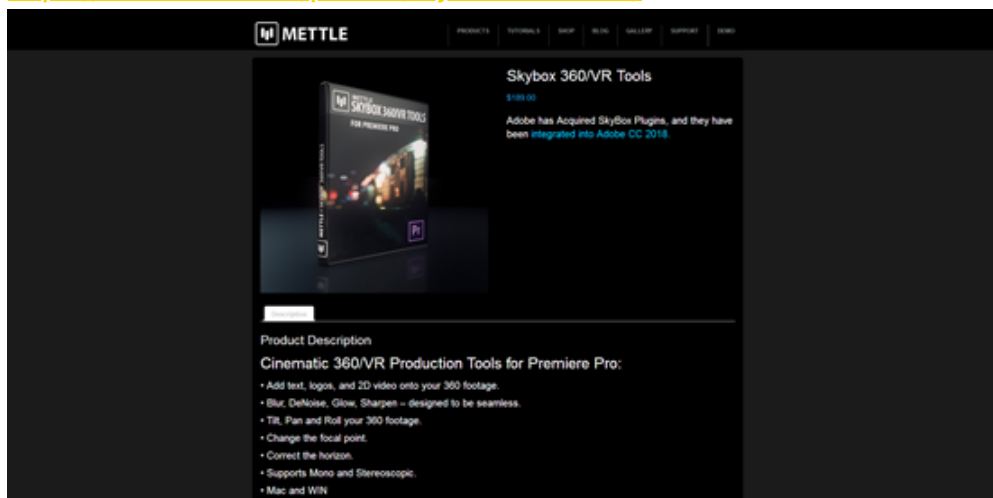 METTLE
PRODUCTS TUTORIALS SHOP BLOG GALLERY SUPPORT DEMO
Skybox 360/VR Tools
$189.00
Adobe has Acquired SkyBox Plugins, and they have
been integrated into Adobe CC 2018.
METTLE
SKYBOX 360/VR TOOLS
FOR PREMIERE PRO
Pr
Description
Product Description
Cinematic 360/VR Production Tools for Premiere Pro:
• Add text, logos, and 2D video onto your 360 footage.
• Blur, DeNoise, Glow, Sharpen – designed to be seamless.
• Tilt, Pan and Roll your 360 footage.
• Change the focal point.
• Correct the horizon.
• Supports Mono and Stereoscopic.
• Mac and WIN